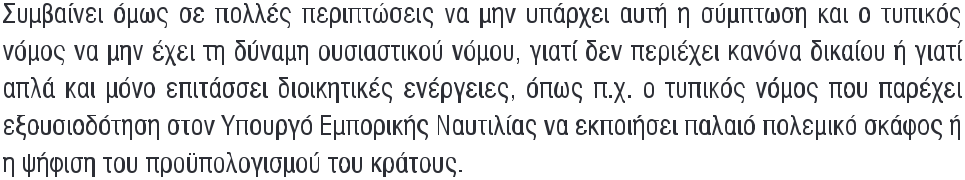 Συμβαίνει όμως σε πολλές περιπτώσεις να μην υπάρχει αυτή η σύμπτωση και ο τυπικός
νόμος να μην έχει τη δύναμη ουσιαστικού νόμου, γιατί δεν περιέχει κανόνα δικαίου ή γιατί
απλά και μόνο επιτάσσει διοικητικές ενέργειες, όπως π.χ. ο τυπικός νόμος που παρέχει
εξουσιοδότηση στον Υπουργό Εμπορικής Ναυτιλίας να εκποιήσει παλαιό πολεμικό σκάφος ή
η ψήφιση του προϋπολογισμού του κράτους.